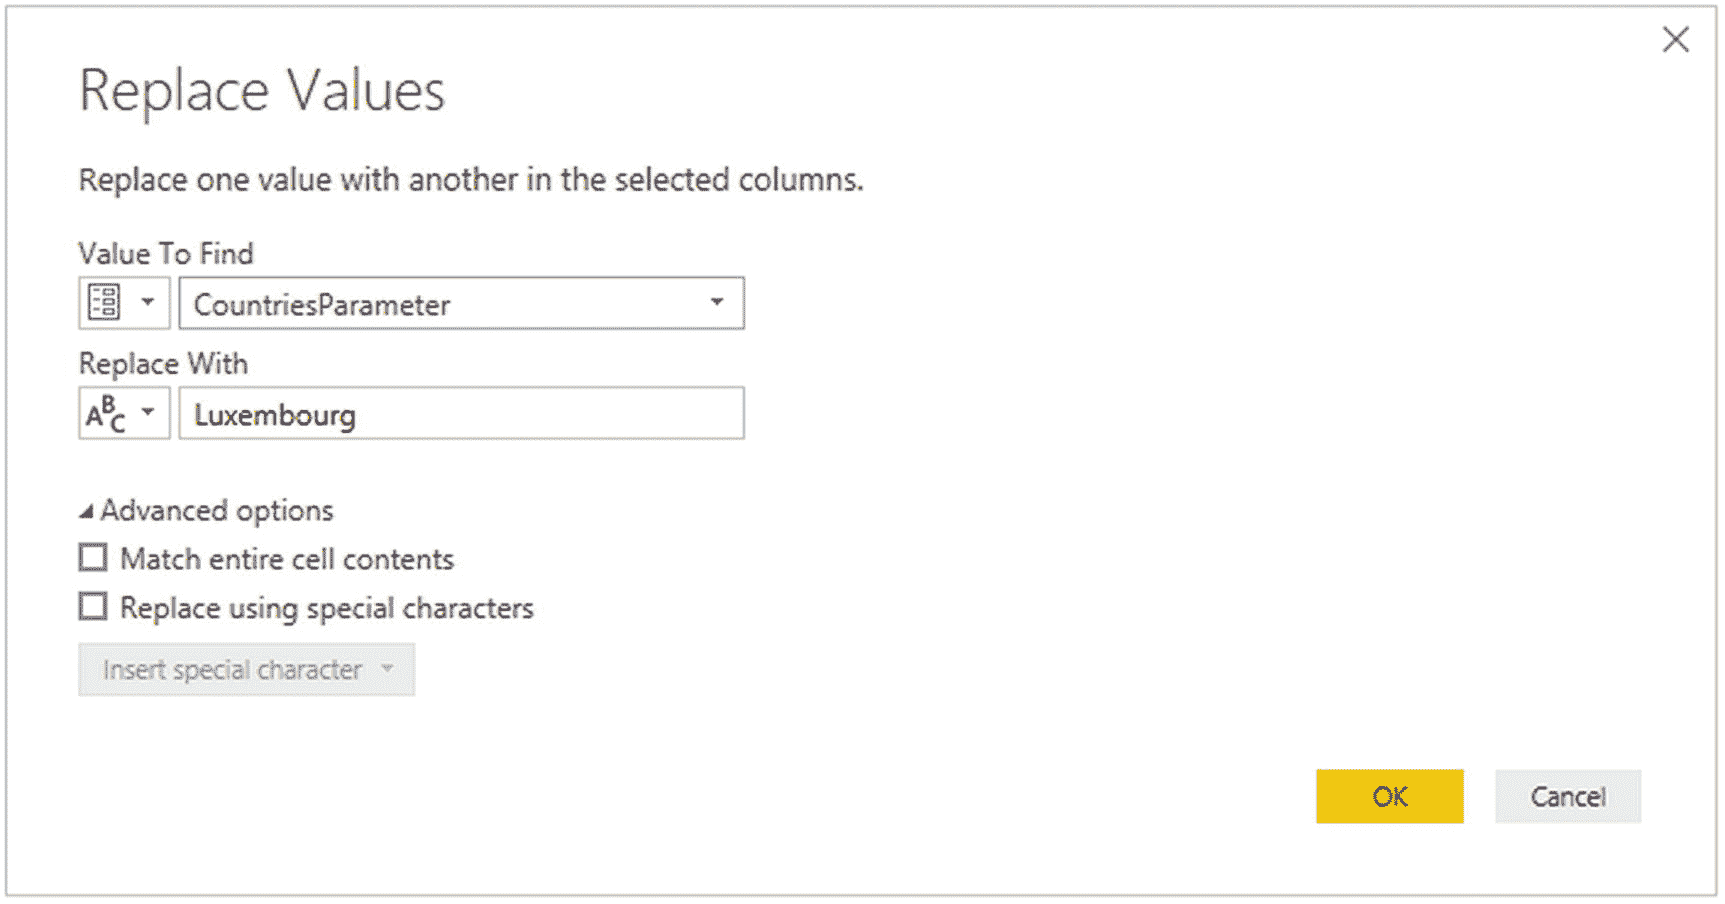 Replace Values
Replace one value with another in the selected columns.
Value To Find
CountriesParameter
Replace With
ABC
Luxembourg
Advanced options
Match entire cell contents
Replace using special characters
Insert special character
OK
Cancel